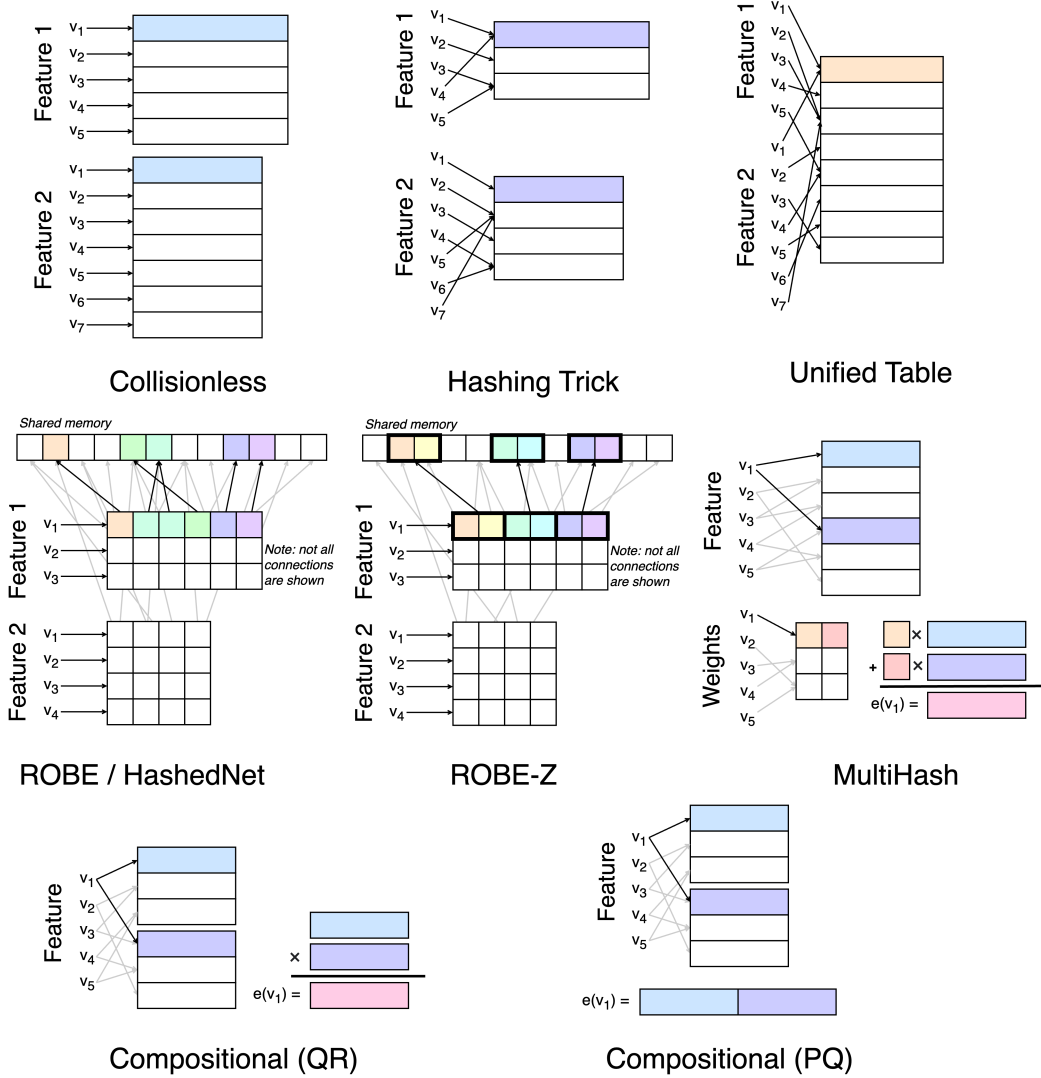 Feature 1
v1
v2
v3
v4
v5
Feature 2
v1
v2
v3
v4
v5
v6
v7
Collisionless
Feature 1
v1
v2
v3
v4
v5
Feature 2
v1
v2
v3
v4
v5
v6
v7
Hashing Trick
Feature 1
v1
v2
v3
v4
v5
Feature 2
v1
v2
v3
v4
v5
v6
v7
Unified Table
Shared memory
Feature 1
v1
v2
v3
Note: not all
connections
are shown
Feature 2
v1
v2
v3
v4
ROBE / HashedNet
Shared memory
Feature 1
v1
v2
v3
Note: not all
connections
are shown
Feature 2
v1
v2
v3
v4
ROBE-Z
Feature
v1
v2
v3
v4
v5
Weights
v1
v2
v3
v4
v5
×
+ ×
e(v1) =
MultiHash
Feature
v1
v2
v3
v4
v5
×
e(v1) =
Compositional (QR)
Feature
v1
v2
v3
v4
v5
e(v1) =
Compositional (PQ)